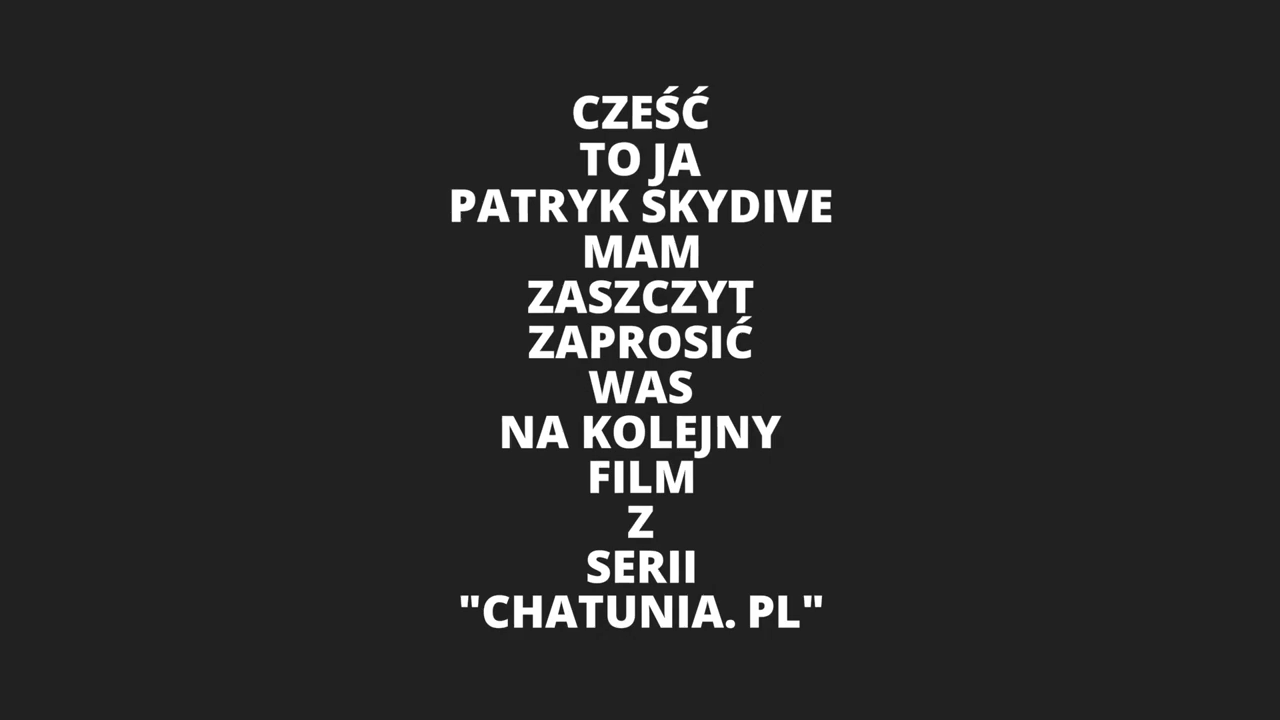 CZEŚĆ
TO JA
PATRYK SKYDIVE
MAM
ZASZCZYT
ZAPROSIĆ
WAS
NA KOLEJNY
FILM
Z
SERII
"CHATUNIA. PL"